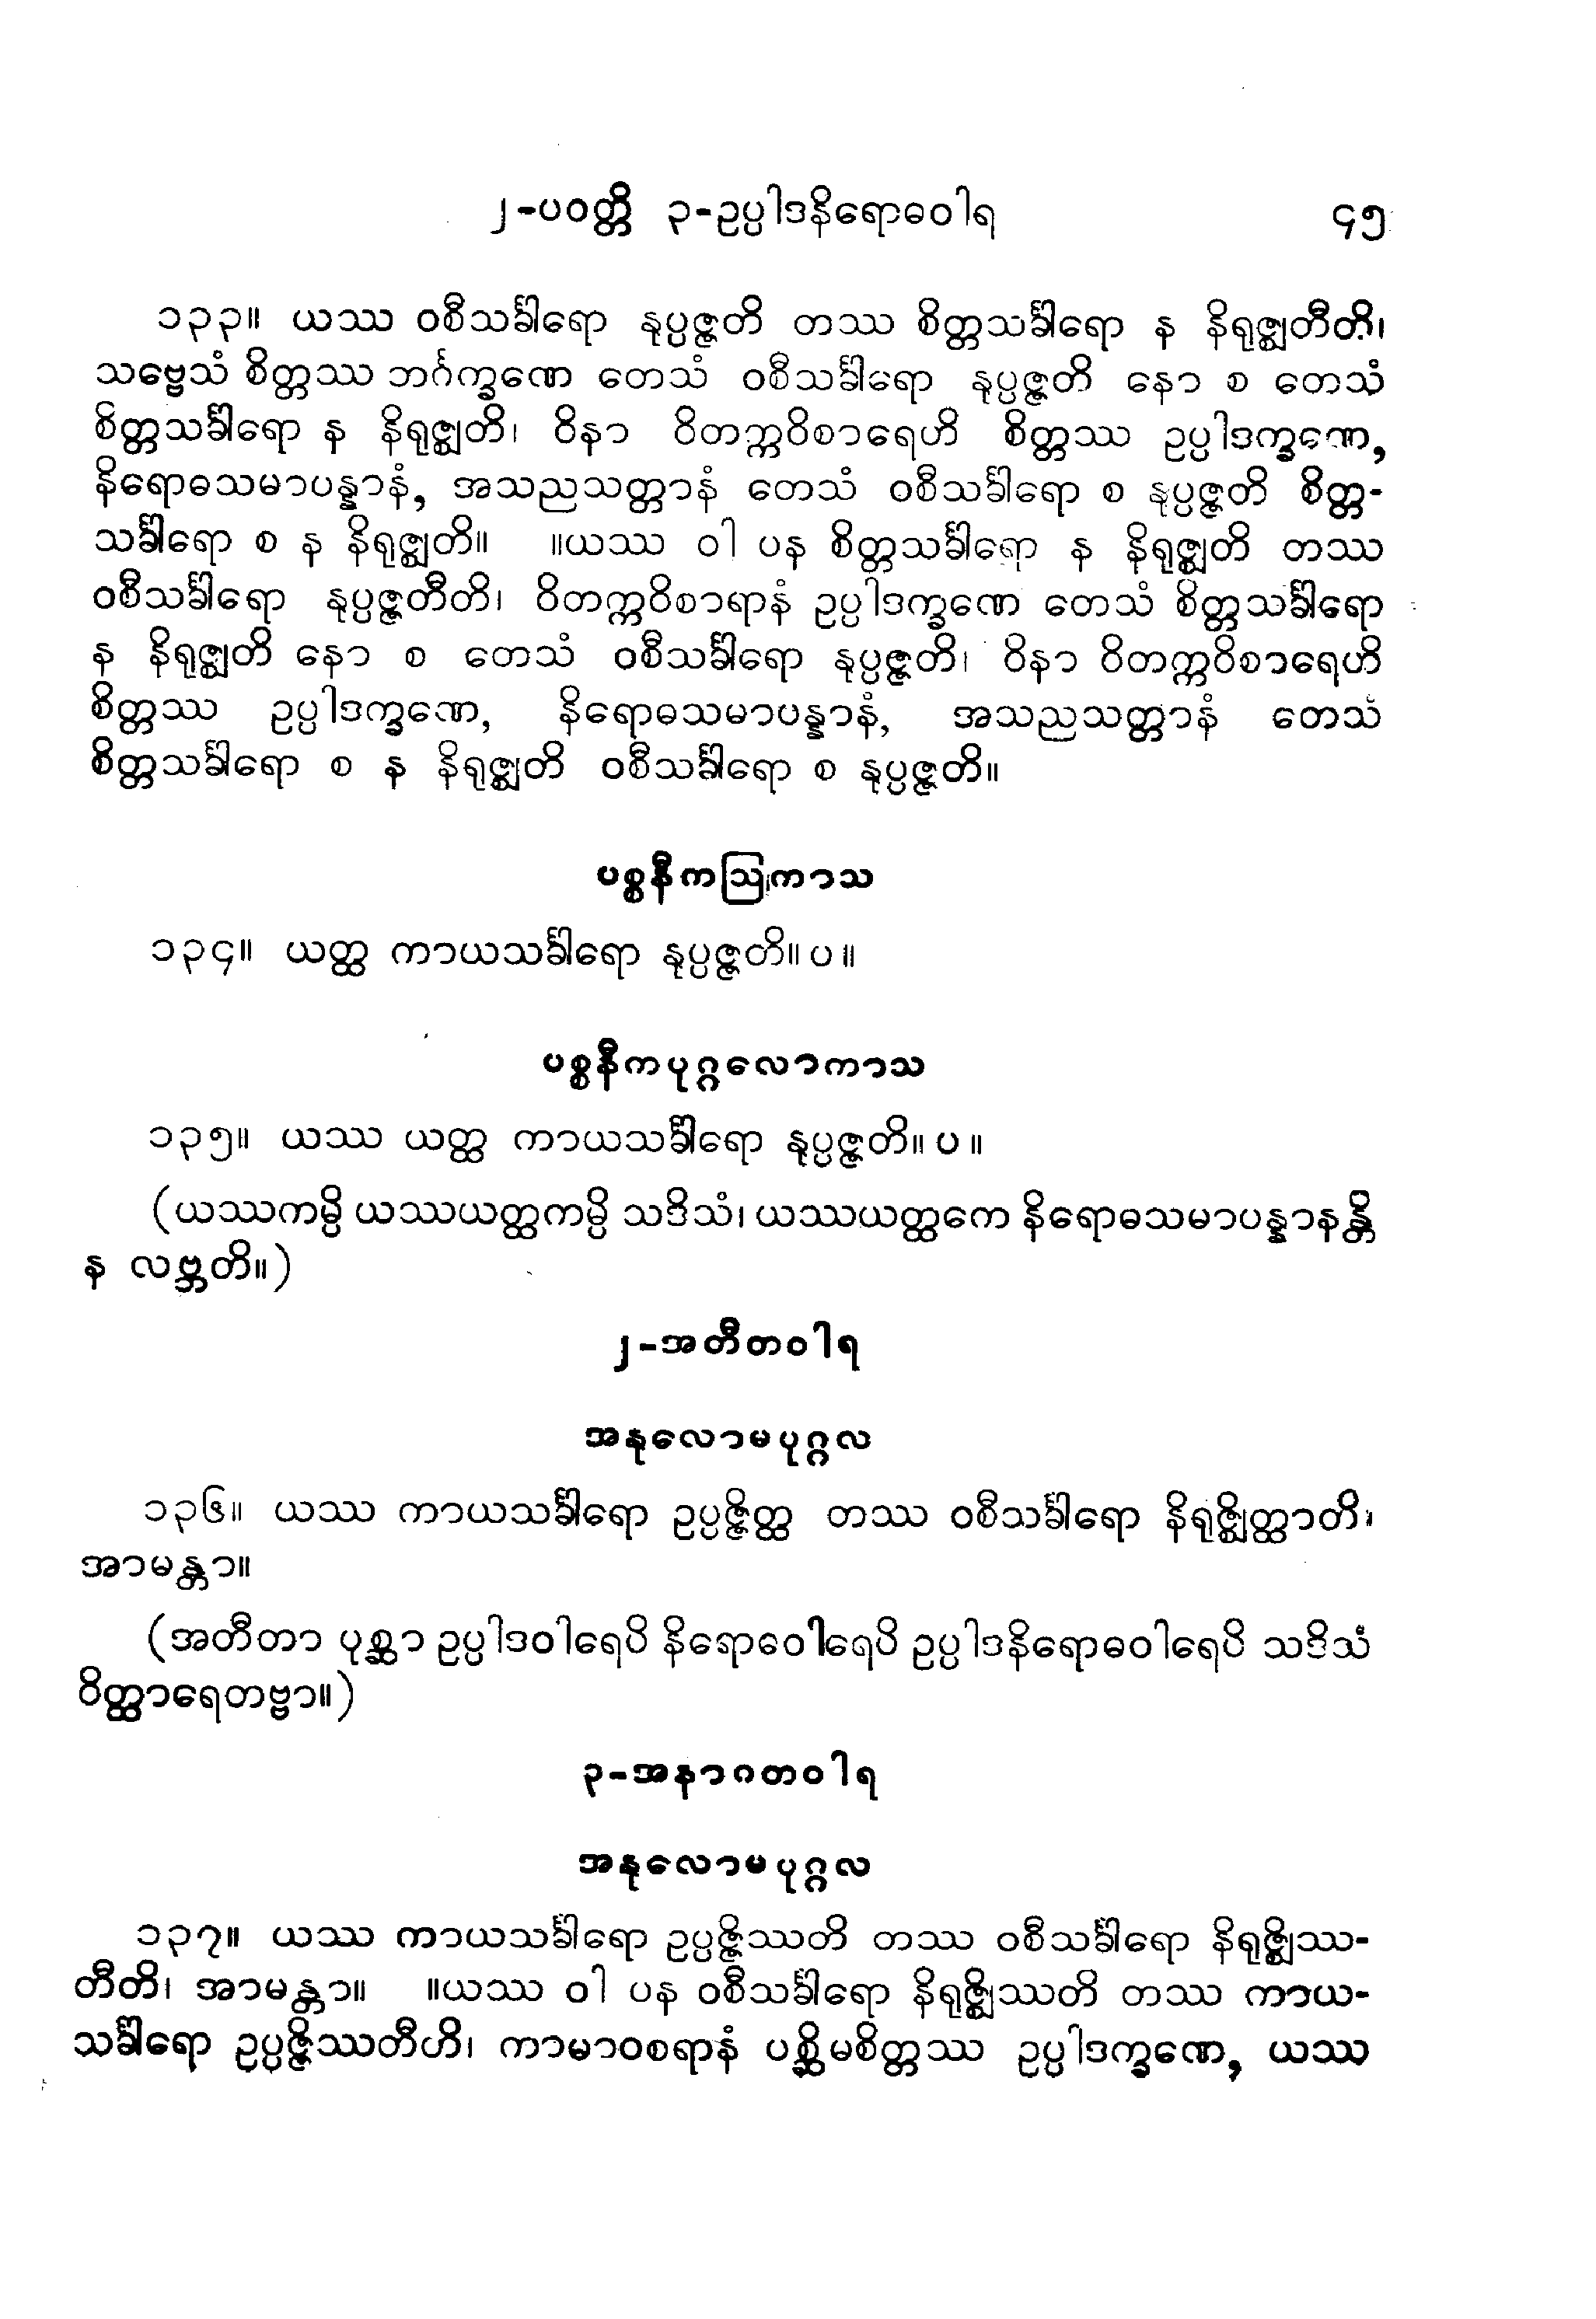 ၂-ပဝတ္တိ ၃-ဥပ္ပါဒနိရောဓဝါရ ၄၅
၁၃၃။ ယဿ ဝစီသင်္ခါရော နုပ္ပဇ္ဇတိ တဿ စိတ္တသင်္ခါရော န နိရုဇ္ဈတီတိ၊
သဗ္ဗေသံ စိတ္တဿ ဘင်္ဂက္ခဏေ တေသံ ဝစီသင်္ခါရော နုပ္ပဇ္ဇတိ နော စ တေသံ
စိတ္တသင်္ခါရော န နိရုဇ္ဈတိ၊ ဝိနာ ဝိတက္ကဝိစာရေဟိ စိတ္တဿ ဥပ္ပါဒက္ခဏေ,
နိရောဓသမာပန္နာနံ, အသညသတ္တာနံ တေသံ ဝစီသင်္ခါရော စ နုပ္ပဇ္ဇတိ စိတ္တ-
သင်္ခါရော စ န နိရုဇ္ဈတိ။ ။ယဿ ဝါ ပန စိတ္တသင်္ခါရော န နိရုဇ္ဈတိ တဿ
ဝစီသင်္ခါရော နုပ္ပဇ္ဇတီတိ၊ ဝိတက္ကဝိစာရာနံ ဥပ္ပါဒက္ခဏေ တေသံ စိတ္တသင်္ခါရော
န နိရုဇ္ဈတိ နော စ တေသံ ဝစီသင်္ခါရော နုပ္ပဇ္ဇတိ၊ ဝိနာ ဝိတက္ကဝိစာရေဟိ
စိတ္တဿ ဥပ္ပါဒက္ခဏေ, နိရောဓသမာပန္နာနံ, အသညသတ္တာနံ တေသံ
စိတ္တသင်္ခါရော စ န နိရုဇ္ဈတိ ဝစီသင်္ခါရော စ နုပ္ပဇ္ဇတိ။
ပစ္စနီကဩကာသ
၁၃၄။ ယတ္ထ ကာယသင်္ခါရော နုပ္ပဇ္ဇတိ။ ပ ။
ပစ္စနီကပုဂ္ဂလောကာသ
၁၃၅။ ယဿ ယတ္ထ ကာယသင်္ခါရော နုပ္ပဇ္ဇတိ။ ပ ။
(ယဿကမ္ပိ ယဿယတ္ထကမ္ပိ သဒိသံ၊ ယဿယတ္ထကေ နိရောဓသမာပန္နာနန္တိ
န လဗ္ဘတိ။)
၂-အတီတဝါရ
အနုလောမပုဂ္ဂလ
၁၃၆။ ယဿ ကာယသင်္ခါရော ဥပ္ပဇ္ဇိတ္ထ တဿ ဝစီသင်္ခါရော နိရုဇ္ဈိတ္ထာတိ၊
အာမန္တာ။
(အတီတာ ပုစ္ဆာ ဥပ္ပါဒဝါရေပိ နိရောဝေါရေပိ ဥပ္ပါဒနိရောဓဝါရေပိ သဒိသံ
ဝိတ္ထာရေတဗ္ဗာ။)
၃-အနာဂတဝါရ
အနုလောမပုဂ္ဂလ
၁၃၇။ ယဿ ကာယသင်္ခါရော ဥပ္ပဇ္ဇိဿတိ တဿ ဝစီသင်္ခါရော နိရုဇ္ဈိဿ-
တီတိ၊ အာမန္တာ။ ။ယဿ ဝါ ပန ဝစီသင်္ခါရော နိရုဇ္ဈိဿတိ တဿ ကာယ-
သင်္ခါရော ဥပ္ပဇ္ဇိဿတီဟိ၊ ကာမာဝစရာနံ ပစ္ဆိမစိတ္တဿ ဥပ္ပါဒက္ခဏေ, ယဿ